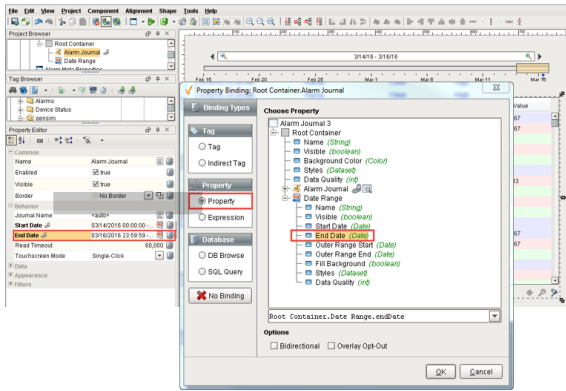 File Edit View Project Component Alignment Shape Tools Help
Project Browser
Root Container
Alarm Journal
Date Range
Tag Browser
Alarms
Device Status
gensim
Property Editor
Common
Name Alarm Journal
Enabled true
Visible true
Border No Border
Behavior
Journal Name <auto>
Start Date 03/14/2016 00:00:00
End Date 03/16/2016 23:59:59
Read Timeout 60,000
Touchscreen Mode Single-Click
Data
Appearance
Filters
3/14/16 - 3/16/16
Feb 20 Feb 25 Mar 1
Value
67
67
67
67
Property Binding: Root Container.Alarm Journal
Binding Types
Tag
Tag
Indirect Tag
Property
Property
Expression
Database
DB Browse
SQL Query
No Binding
Choose Property
Alarm Journal 3
Root Container
Name (String)
Visible (boolean)
Background Color (Color)
Styles (Dataset)
Data Quality (int)
Alarm Journal
Date Range
Name (String)
Visible (boolean)
Start Date (Date)
End Date (Date)
Outer Range Start (Date)
Outer Range End (Date)
Fill Background (boolean)
Styles (Dataset)
Data Quality (int)
Root Container.Date Range.endDate
Options
Bidirectional Overlay Opt-Out
OK Cancel